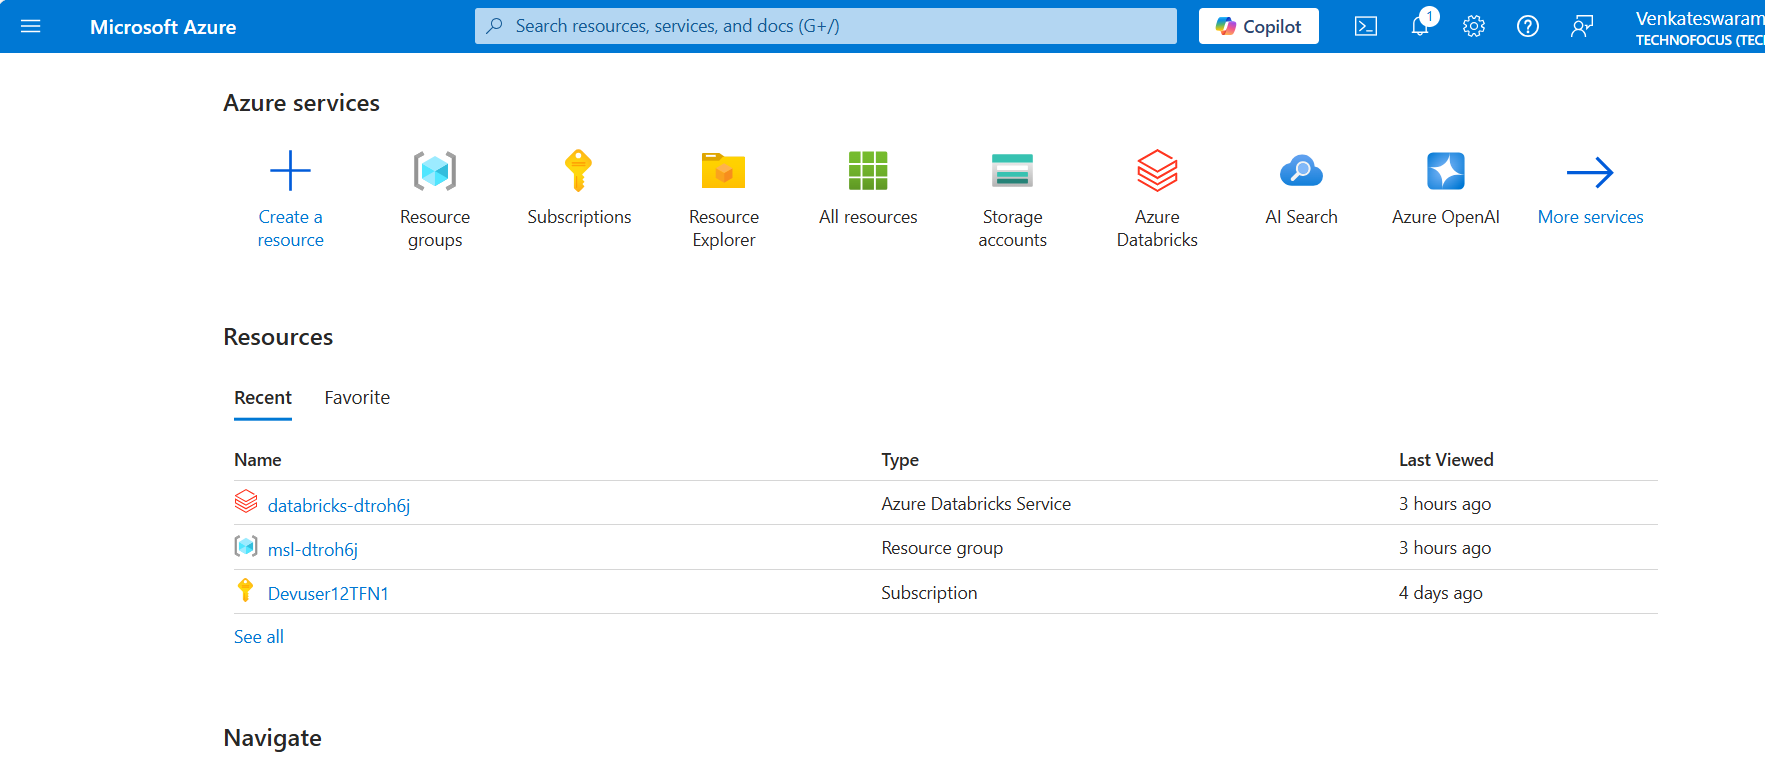 Microsoft Azure
Search resources, services, and docs (G+/)
Copilot
1
Venkateswaram
TECHNOFOCUS (TEC
Azure services
Create a
resource
Resource
groups
Subscriptions
Resource
Explorer
All resources
Storage
accounts
Azure
Databricks
AI Search
Azure OpenAI
More services
Resources
Recent Favorite
Name Type Last Viewed
databricks-dtroh6j Azure Databricks Service 3 hours ago
msl-dtroh6j Resource group 3 hours ago
Devuser12TFN1 Subscription 4 days ago
See all
Navigate